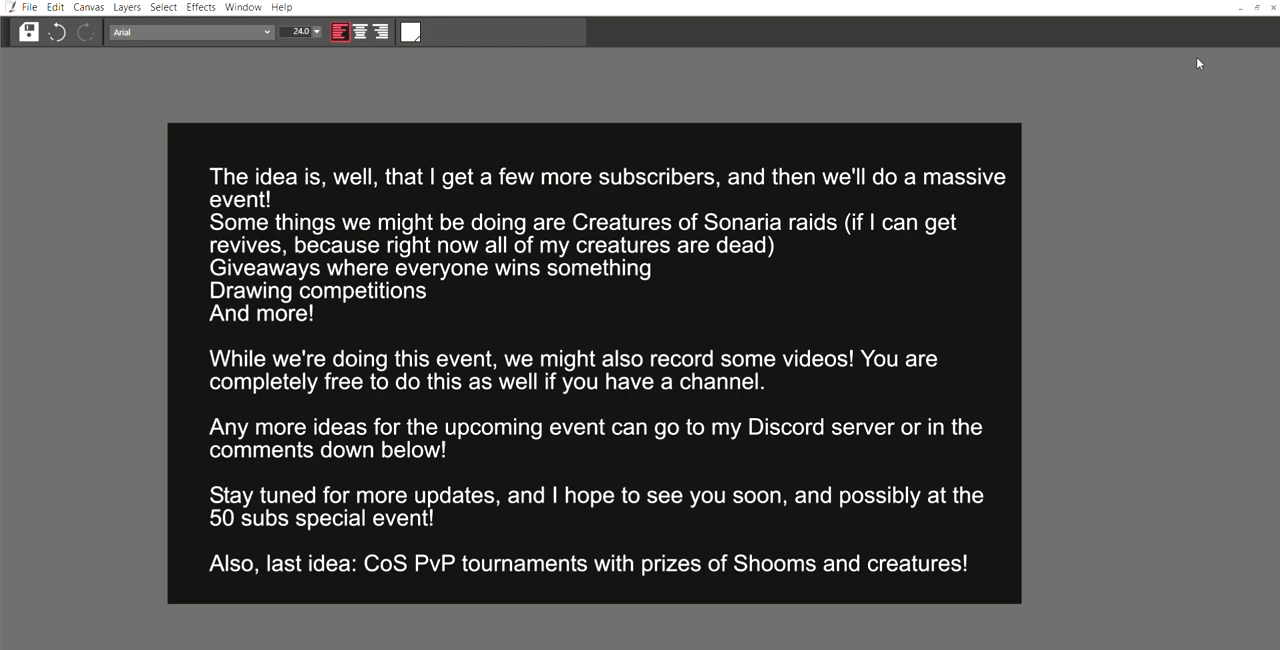 File Edit Canvas Layers Select Effects Window Help
Arial 24.0
The idea is, well, that I get a few more subscribers, and then we'll do a massive
event!
Some things we might be doing are Creatures of Sonaria raids (if I can get
revives, because right now all of my creatures are dead)
Giveaways where everyone wins something
Drawing competitions
And more!
While we're doing this event, we might also record some videos! You are
completely free to do this as well if you have a channel.
Any more ideas for the upcoming event can go to my Discord server or in the
comments down below!
Stay tuned for more updates, and I hope to see you soon, and possibly at the
50 subs special event!
Also, last idea: CoS PvP tournaments with prizes of Shooms and creatures!